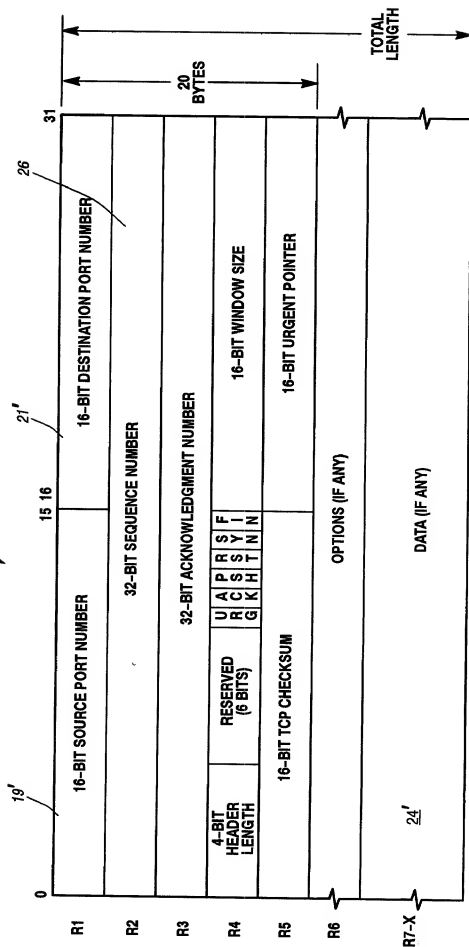 19'
21'
26
0
15 16
31
R1
16-BIT SOURCE PORT NUMBER
16-BIT DESTINATION PORT NUMBER
R2
32-BIT SEQUENCE NUMBER
R3
32-BIT ACKNOWLEDGMENT NUMBER
R4
4-BIT
HEADER
LENGTH
RESERVED
(6 BITS)
U A P R S F
R C S S Y I
G K H T N N
16-BIT WINDOW SIZE
R5
16-BIT TCP CHECKSUM
16-BIT URGENT POINTER
R6
OPTIONS (IF ANY)
R7-X
24'
DATA (IF ANY)
20
BYTES
TOTAL
LENGTH